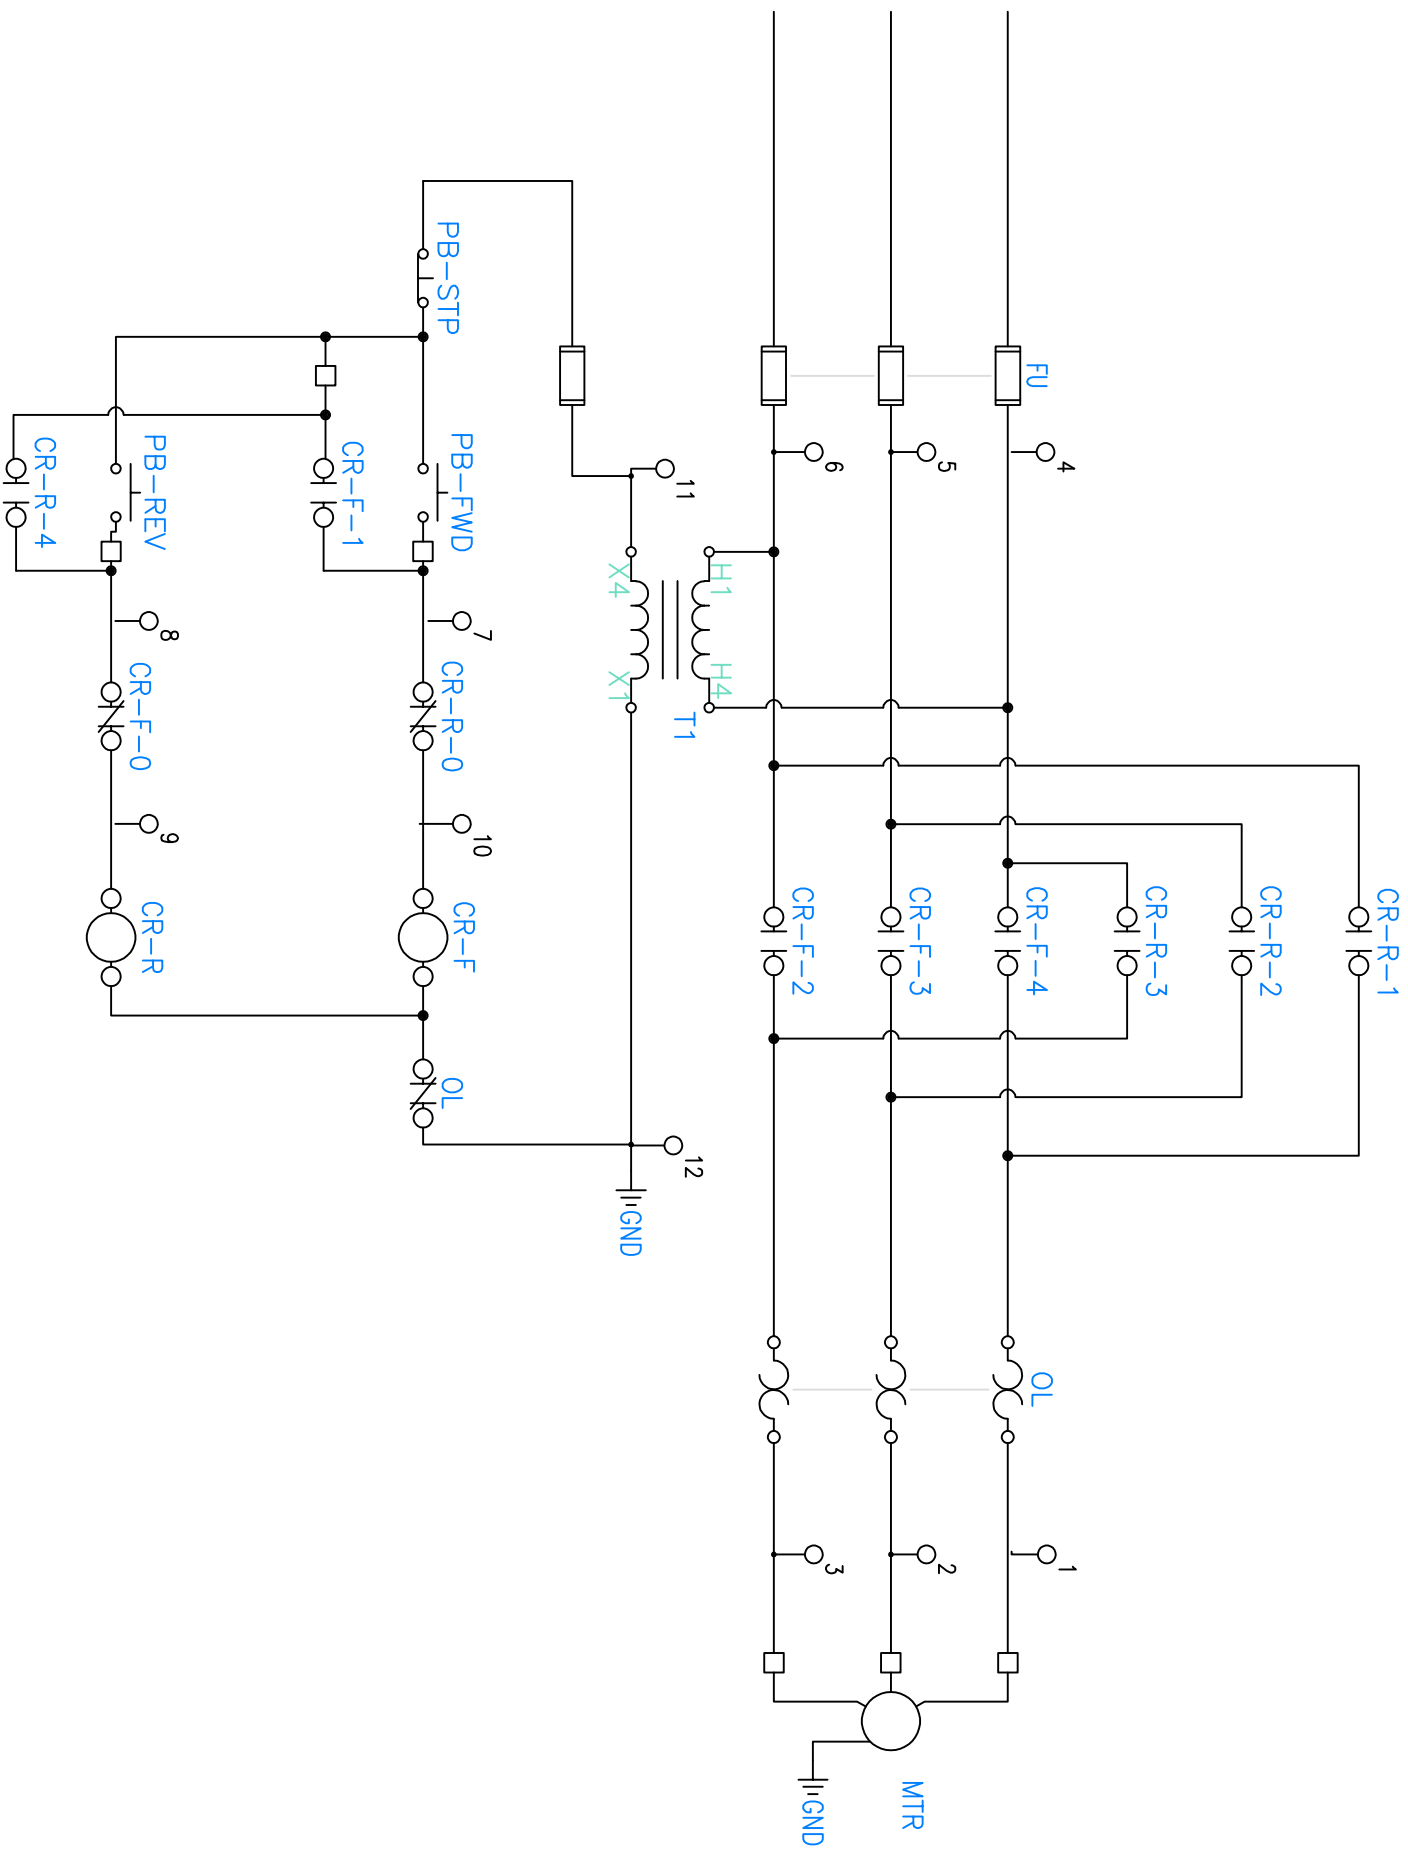 FU
4
5
6
T1
H1
H4
X4
X1
11
12
GND
CR-R-1
CR-R-2
CR-R-3
CR-F-4
CR-F-3
CR-F-2
OL
1
2
3
MTR
GND
PB-STP
PB-FWD
7
CR-R-0
10
CR-F
OL
CR-F-1
PB-REV
8
CR-F-0
9
CR-R
CR-R-4